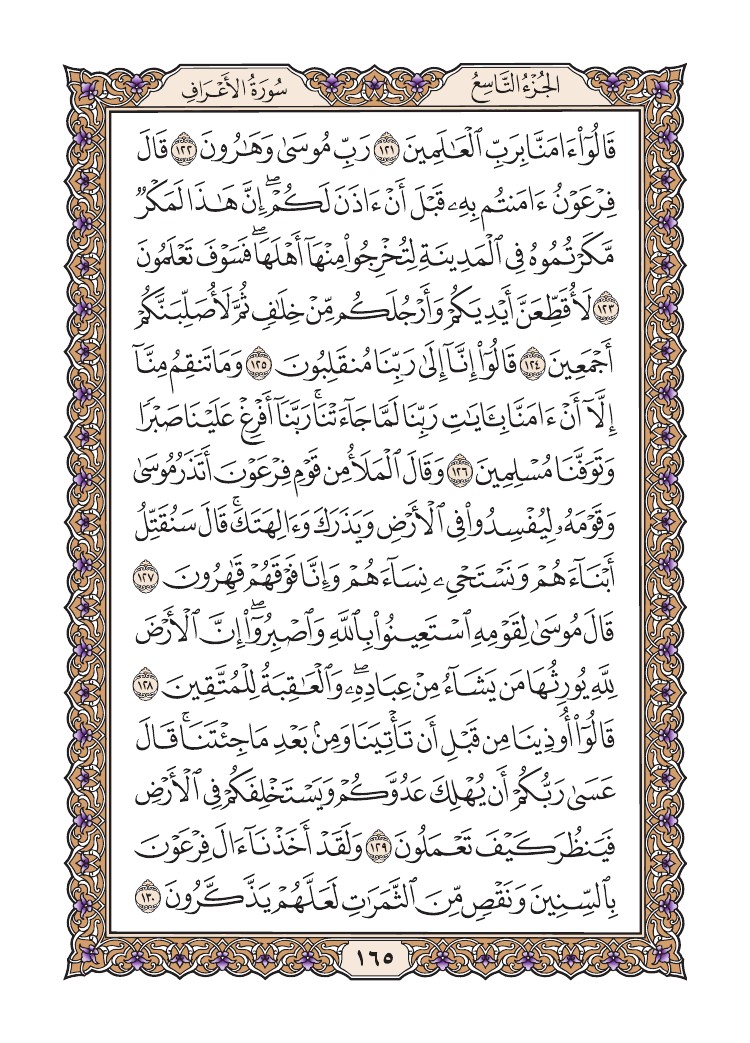 الجُزْءُ التَّاسِعُ
سُورَةُ الأَعْرَافِ
قَالُوٓاْ ءَامَنَّا بِرَبِّ ٱلْعَٰلَمِينَ ١٢١ رَبِّ مُوسَىٰ وَهَٰرُونَ ١٢٢ قَالَ
فِرْعَوْنُ ءَامَنتُم بِهِۦ قَبْلَ أَنْ ءَاذَنَ لَكُمْۖ إِنَّ هَٰذَا لَمَكْرٌ
مَّكَرْتُمُوهُ فِى ٱلْمَدِينَةِ لِتُخْرِجُواْ مِنْهَآ أَهْلَهَاۖ فَسَوْفَ تَعْلَمُونَ
١٢٣ لَأُقَطِّعَنَّ أَيْدِيَكُمْ وَأَرْجُلَكُم مِّنْ خِلَٰفٍ ثُمَّ لَأُصَلِّبَنَّكُمْ
أَجْمَعِينَ ١٢٤ قَالُوٓاْ إِنَّآ إِلَىٰ رَبِّنَا مُنقَلِبُونَ ١٢٥ وَمَا تَنقِمُ مِنَّآ
إِلَّآ أَنْ ءَامَنَّا بِـَٔايَٰتِ رَبِّنَا لَمَّا جَآءَتْنَاۚ رَبَّنَآ أَفْرِغْ عَلَيْنَا صَبْرًا
وَتَوَفَّنَا مُسْلِمِينَ ١٢٦ وَقَالَ ٱلْمَلَأُ مِن قَوْمِ فِرْعَوْنَ أَتَذَرُ مُوسَىٰ
وَقَوْمَهُۥ لِيُفْسِدُواْ فِى ٱلْأَرْضِ وَيَذَرَكَ وَءَالِهَتَكَۚ قَالَ سَنُقَتِّلُ
أَبْنَآءَهُمْ وَنَسْتَحْىِۦ نِسَآءَهُمْ وَإِنَّا فَوْقَهُمْ قَٰهِرُونَ ١٢٧
قَالَ مُوسَىٰ لِقَوْمِهِ ٱسْتَعِينُواْ بِٱللَّهِ وَٱصْبِرُوٓاْۖ إِنَّ ٱلْأَرْضَ
لِلَّهِ يُورِثُهَا مَن يَشَآءُ مِنْ عِبَادِهِۦۖ وَٱلْعَٰقِبَةُ لِلْمُتَّقِينَ ١٢٨
قَالُوٓاْ أُوذِينَا مِن قَبْلِ أَن تَأْتِيَنَا وَمِنۢ بَعْدِ مَا جِئْتَنَاۚ قَالَ
عَسَىٰ رَبُّكُمْ أَن يُهْلِكَ عَدُوَّكُمْ وَيَسْتَخْلِفَكُمْ فِى ٱلْأَرْضِ
فَيَنظُرَ كَيْفَ تَعْمَلُونَ ١٢٩ وَلَقَدْ أَخَذْنَآ ءَالَ فِرْعَوْنَ
بِٱلسِّنِينَ وَنَقْصٍ مِّنَ ٱلثَّمَرَٰتِ لَعَلَّهُمْ يَذَّكَّرُونَ ١٣٠
١٦٥